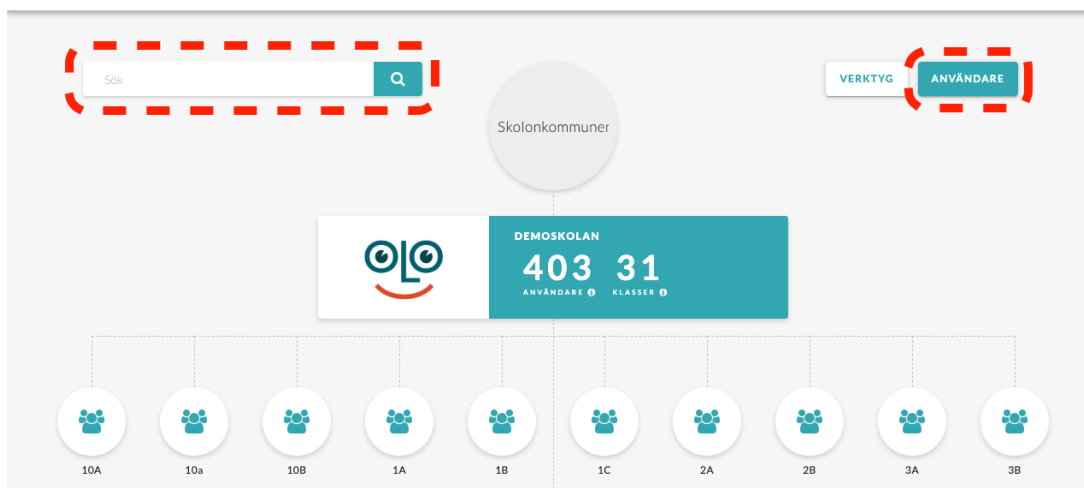 Sök
VERKTYG
ANVÄNDARE
Skolonkommuner
DEMOSKOLAN
403 31
ANVÄNDARE KLASSER
10A 10a 10B 1A 1B 1C 2A 2B 3A 3B